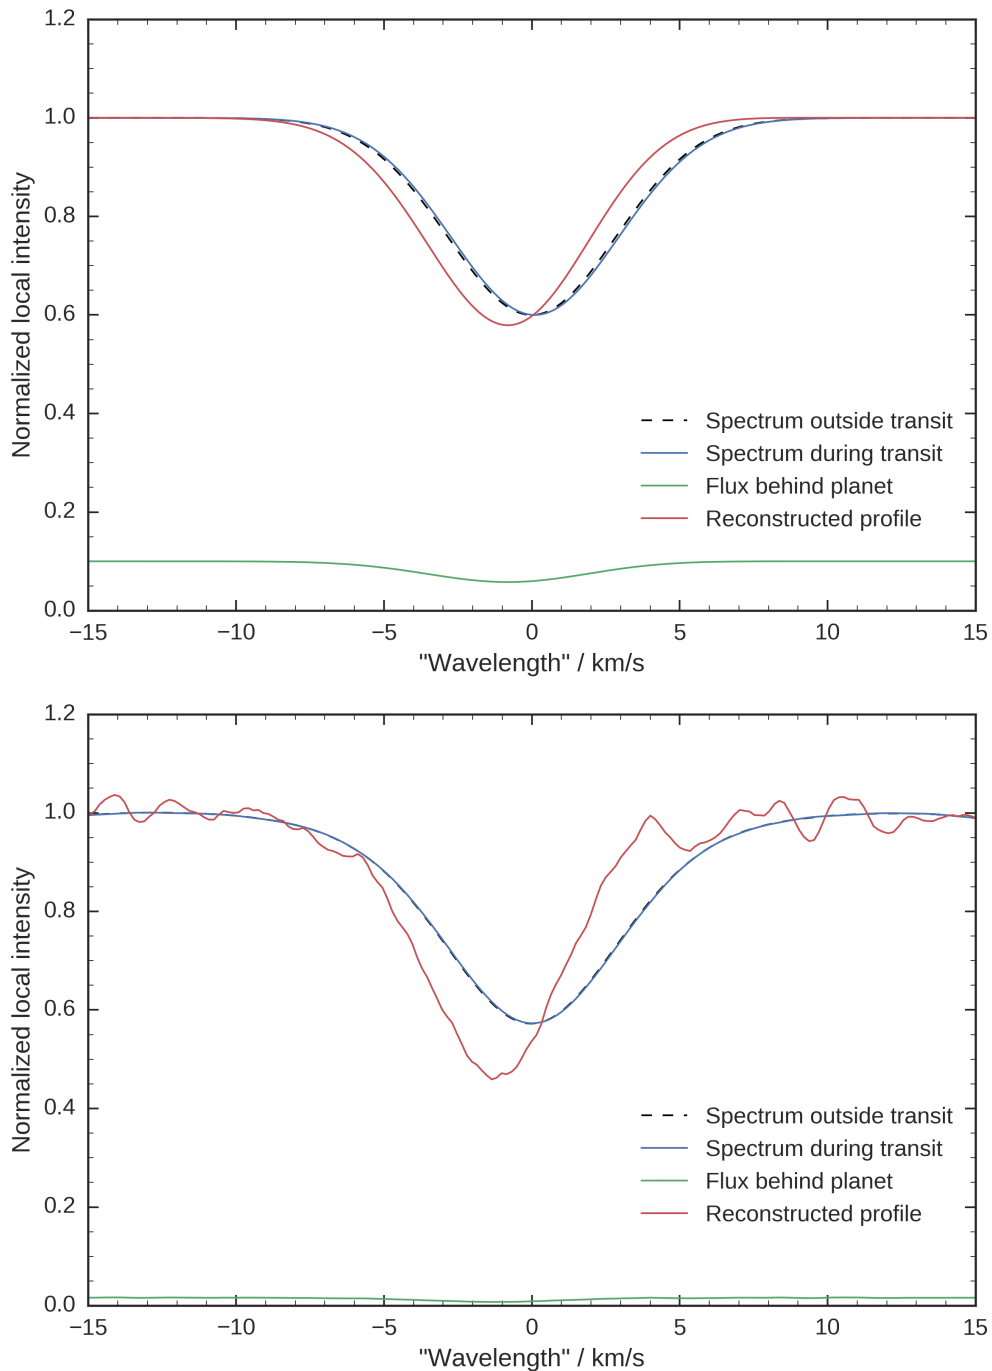 1.2
1.0
0.8
0.6
0.4
0.2
0.0
Normalized local intensity
Spectrum outside transit
Spectrum during transit
Flux behind planet
Reconstructed profile
−15 −10 −5 0 5 10 15
"Wavelength" / km/s
1.2
1.0
0.8
0.6
0.4
0.2
0.0
Normalized local intensity
Spectrum outside transit
Spectrum during transit
Flux behind planet
Reconstructed profile
−15 −10 −5 0 5 10 15
"Wavelength" / km/s